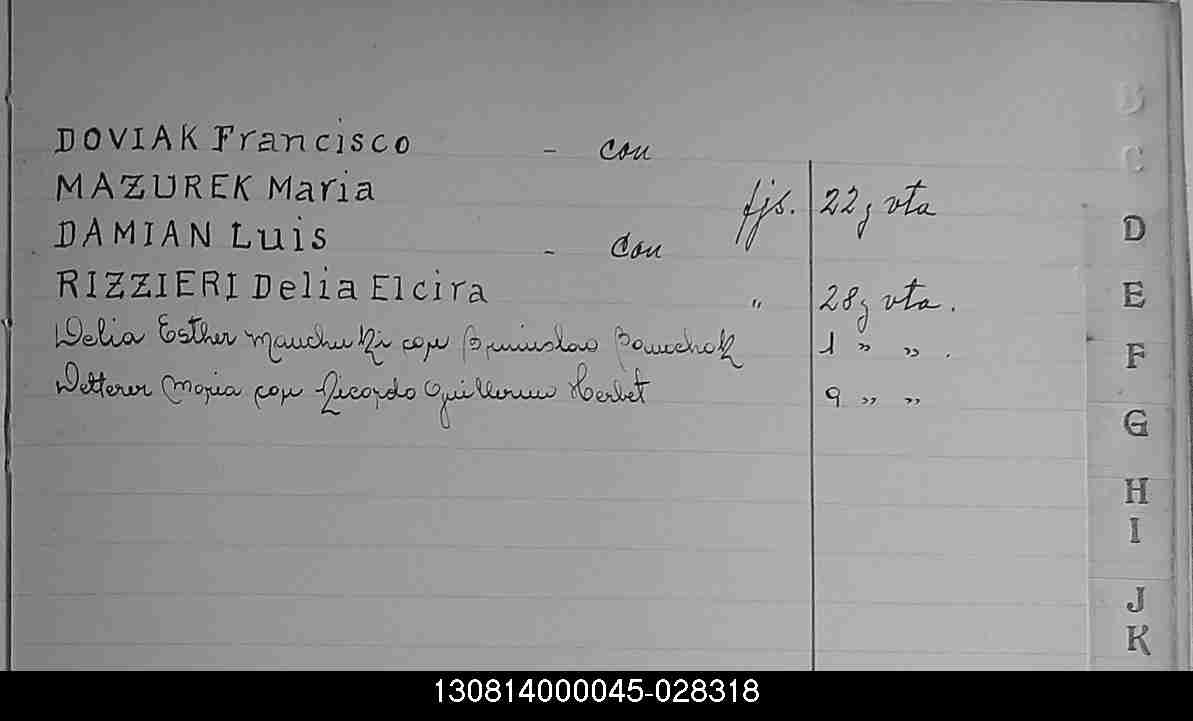 DOVIAK Francisco - con
MAZUREK Maria fjs. 22 y vta
DAMIAN Luis - con
RIZZIERI Delia Elcira " 28 y vta.
Delia Esther con 1 " " .
Detterer Maria con Ricardo Guillermo Herbet 9 " "
B
C
D
E
F
G
H
I
J
K
130814000045-028318